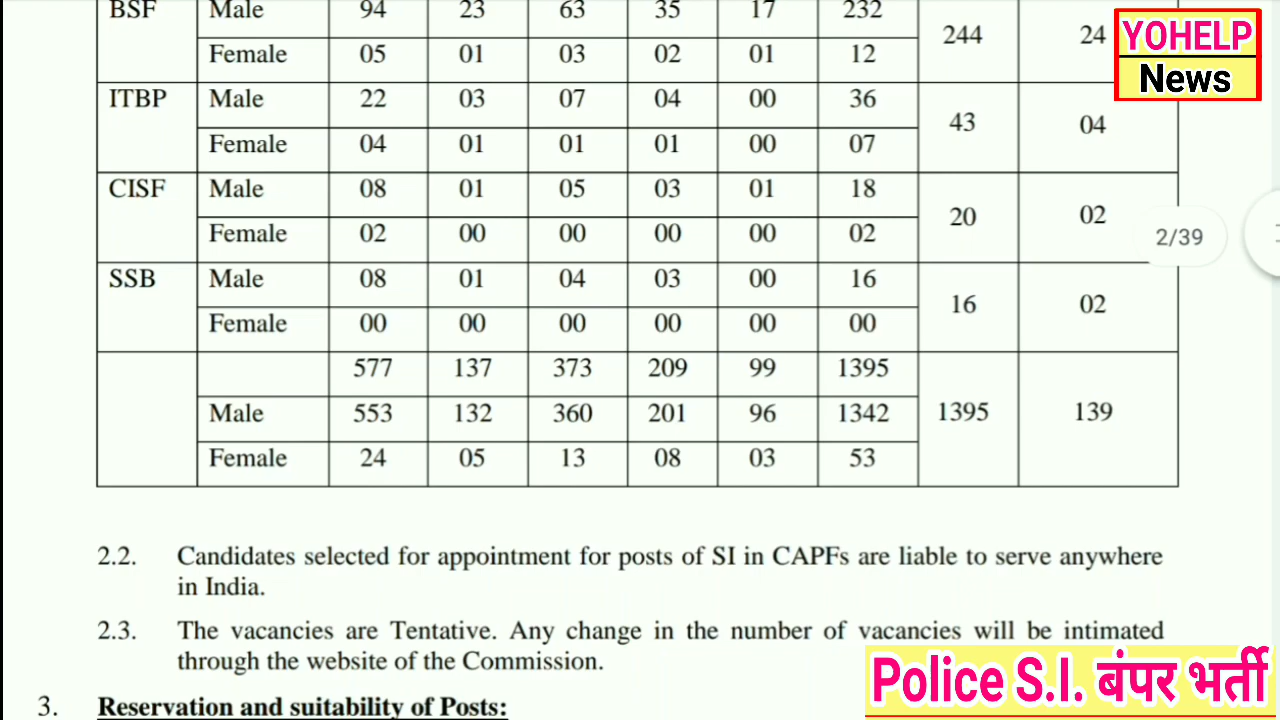 BSF Male 94 23 63 35 17 232 244 24
Female 05 01 03 02 01 12
YOHELP
News
ITBP Male 22 03 07 04 00 36 43 04
Female 04 01 01 01 00 07
CISF Male 08 01 05 03 01 18 20 02
Female 02 00 00 00 00 02
2/39
SSB Male 08 01 04 03 00 16 16 02
Female 00 00 00 00 00 00
577 137 373 209 99 1395 1395 139
Male 553 132 360 201 96 1342
Female 24 05 13 08 03 53
2.2. Candidates selected for appointment for posts of SI in CAPFs are liable to serve anywhere
in India.
2.3. The vacancies are Tentative. Any change in the number of vacancies will be intimated
through the website of the Commission.
Police S.I. बंपर भर्ती
3. Reservation and suitability of Posts: